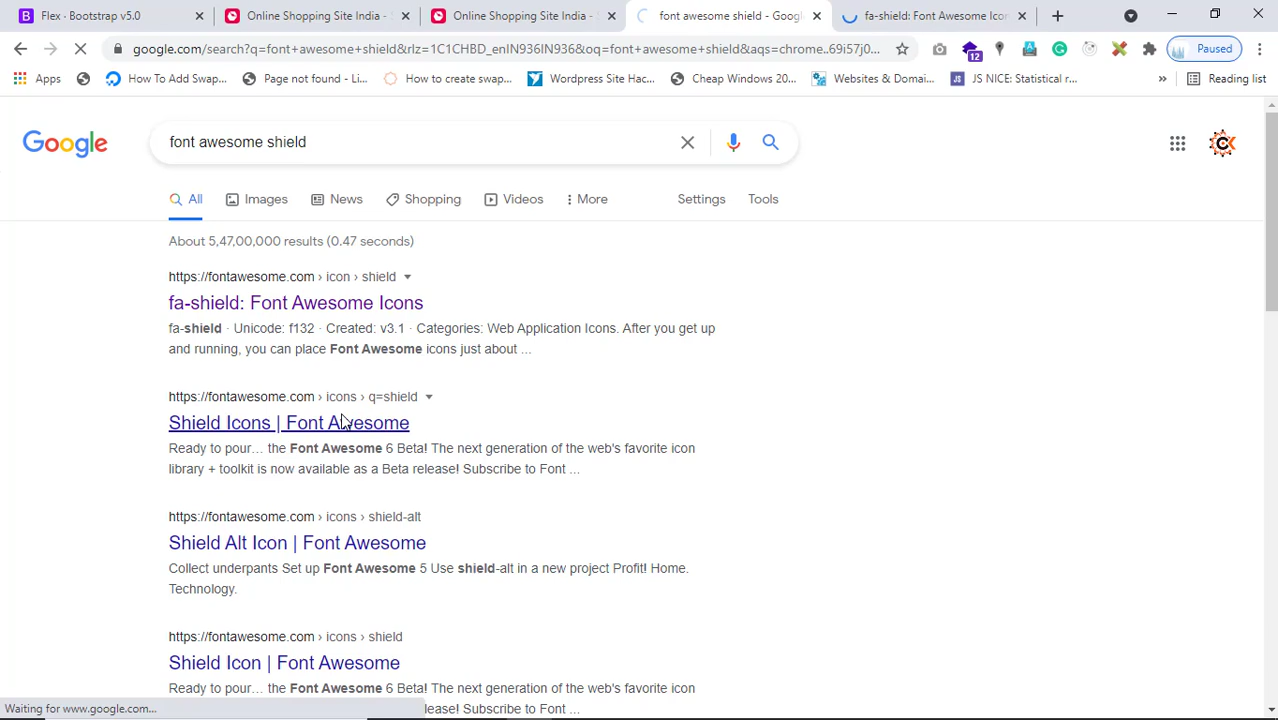 Flex · Bootstrap v5.0
Online Shopping Site India -
Online Shopping Site India -
font awesome shield - Google
fa-shield: Font Awesome Icon
google.com/search?q=font+awesome+shield&rlz=1C1CHBD_enIN936IN936&oq=font+awesome+shield&aqs=chrome..69i57j0...
12
Paused
Apps
How To Add Swap...
Page not found - Li...
How to create swap...
Wordpress Site Hac...
Cheap Windows 20...
Websites & Domai...
JS NICE: Statistical r...
»
Reading list
Google
font awesome shield
All
Images
News
Shopping
Videos
More
Settings
Tools
About 5,47,00,000 results (0.47 seconds)
https://fontawesome.com › icon › shield
fa-shield: Font Awesome Icons
fa-shield · Unicode: f132 · Created: v3.1 · Categories: Web Application Icons. After you get up
and running, you can place Font Awesome icons just about ...
https://fontawesome.com › icons › q=shield
Shield Icons | Font Awesome
Ready to pour… the Font Awesome 6 Beta! The next generation of the web's favorite icon
library + toolkit is now available as a Beta release! Subscribe to Font ...
https://fontawesome.com › icons › shield-alt
Shield Alt Icon | Font Awesome
Collect underpants Set up Font Awesome 5 Use shield-alt in a new project Profit! Home.
Technology.
https://fontawesome.com › icons › shield
Shield Icon | Font Awesome
Ready to pour… the Font Awesome 6 Beta! The next generation of the web's favorite icon
Beta release! Subscribe to Font ...
Waiting for www.google.com...